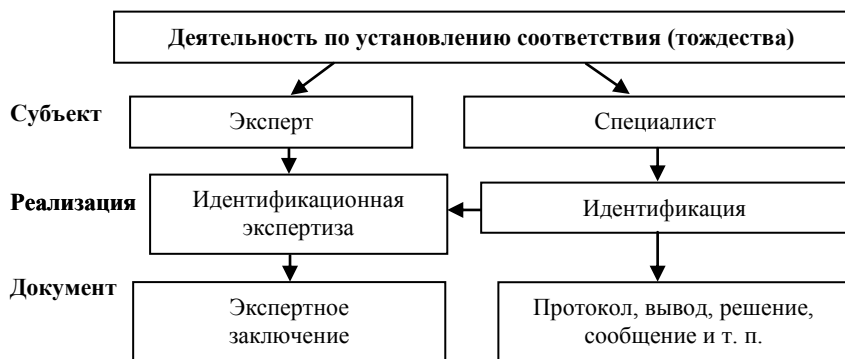 Деятельность по установлению соответствия (тождества)
Субъект
Эксперт
Специалист
Реализация
Идентификационная
экспертиза
Идентификация
Документ
Экспертное
заключение
Протокол, вывод, решение,
сообщение и т. п.